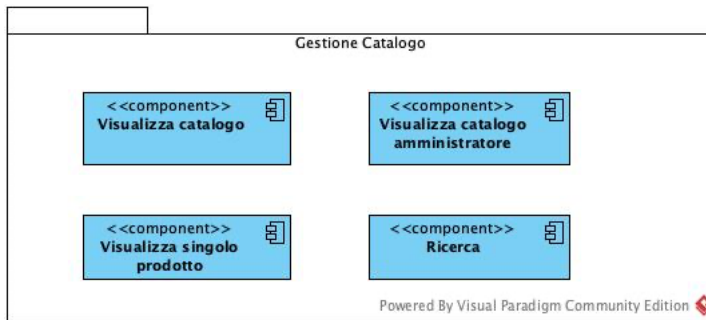 Gestione Catalogo
<<component>>
Visualizza catalogo
<<component>>
Visualizza catalogo
amministratore
<<component>>
Visualizza singolo
prodotto
<<component>>
Ricerca
Powered By Visual Paradigm Community Edition